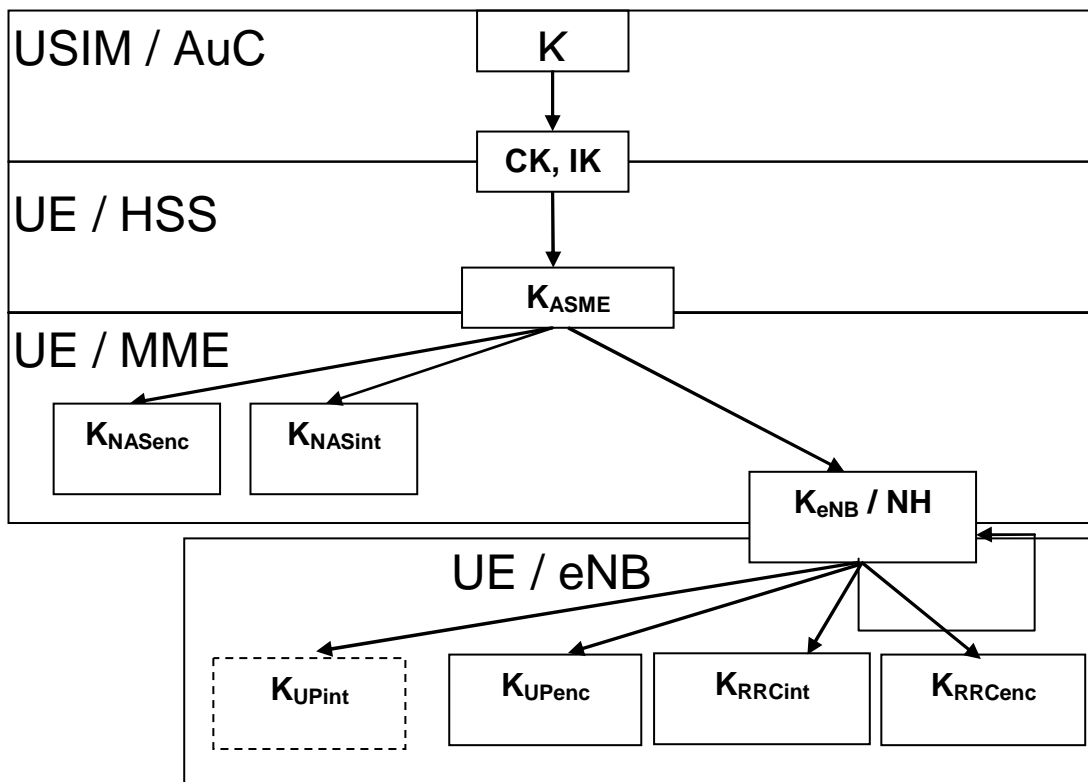 USIM / AuC
K
CK, IK
UE / HSS
KASME
UE / MME
KNASenc
KNASint
KeNB / NH
UE / eNB
KUPint
KUPenc
KRRCint
KRRCenc